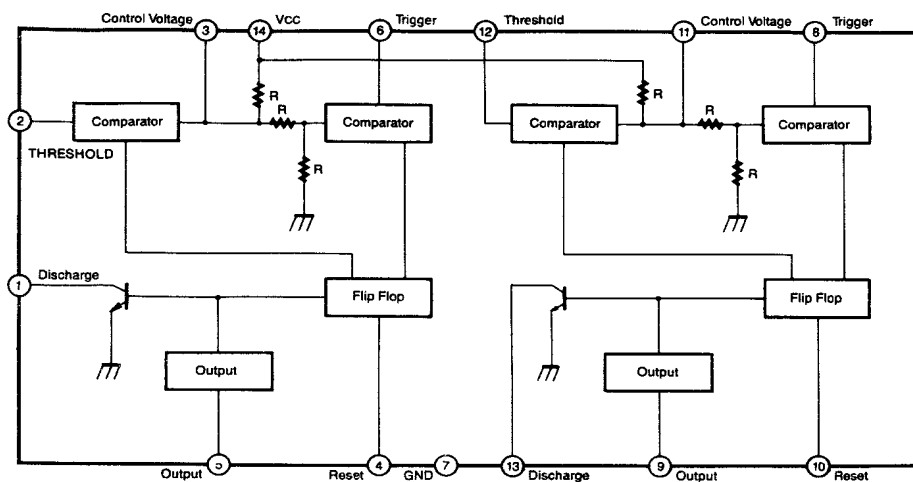 Control Voltage VCC Trigger Threshold Control Voltage Trigger
3 14 6 12 11 8
R R
2 Comparator R Comparator Comparator R Comparator
THRESHOLD
R R
1 Discharge
Flip Flop Flip Flop
Output Output
5 4 7 13 9 10
Output Reset GND Discharge Output Reset